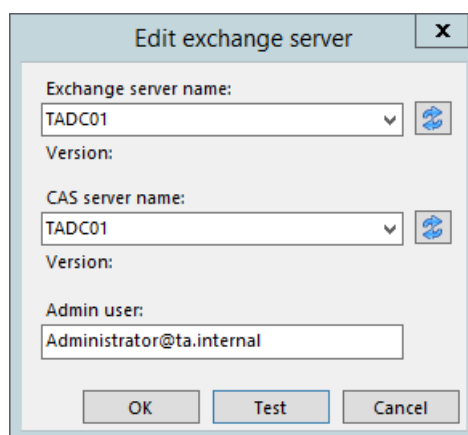 Edit exchange server
x
Exchange server name:
TADC01
Version:
CAS server name:
TADC01
Version:
Admin user:
Administrator@ta.internal
OK Test Cancel